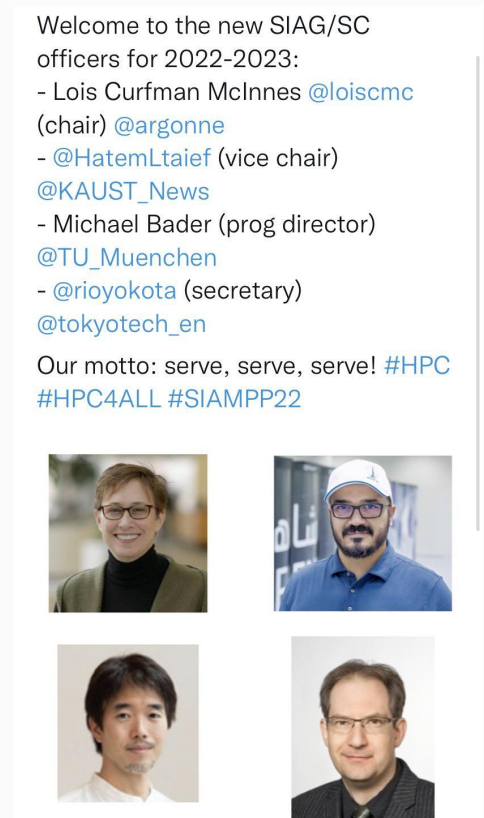 Welcome to the new SIAG/SC
officers for 2022-2023:
- Lois Curfman McInnes @loiscmc
(chair) @argonne
- @HatemLtaief (vice chair)
@KAUST_News
- Michael Bader (prog director)
@TU_Muenchen
- @rioyokota (secretary)
@tokyotech_en
Our motto: serve, serve, serve! #HPC
#HPC4ALL #SIAMPP22